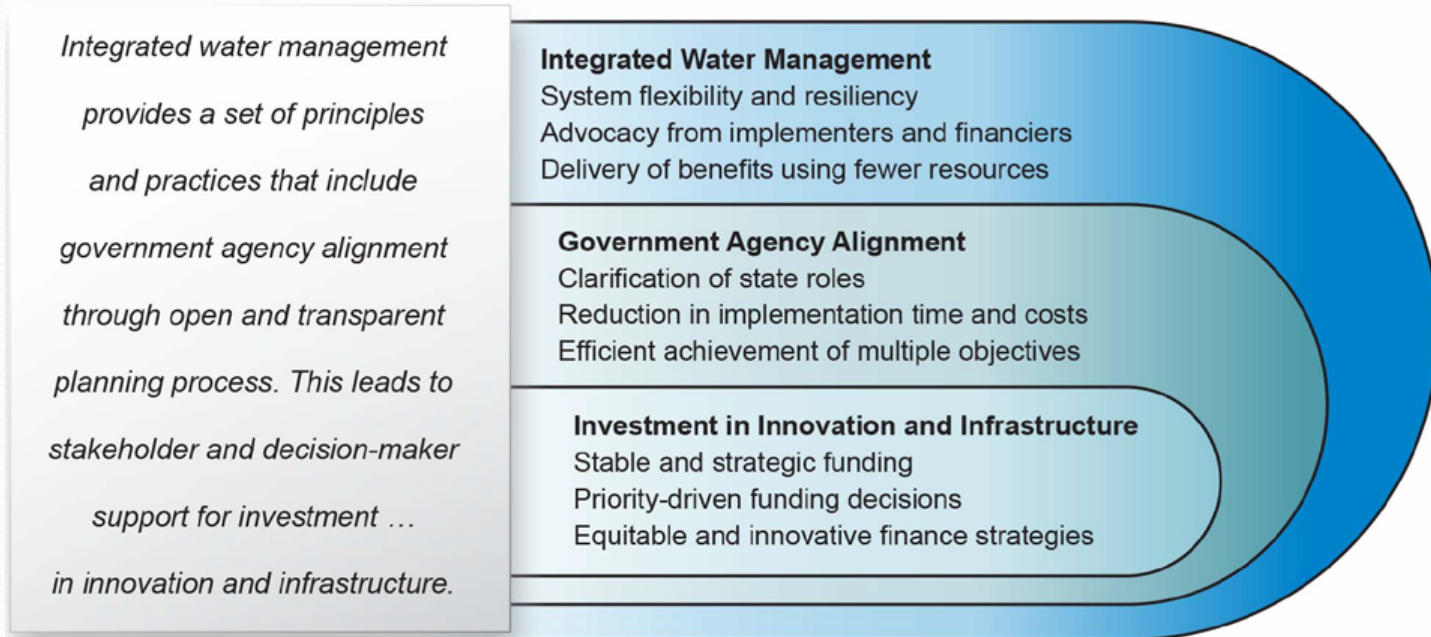 Integrated water management
provides a set of principles
and practices that include
government agency alignment
through open and transparent
planning process. This leads to
stakeholder and decision-maker
support for investment …
in innovation and infrastructure.
Integrated Water Management
System flexibility and resiliency
Advocacy from implementers and financiers
Delivery of benefits using fewer resources
Government Agency Alignment
Clarification of state roles
Reduction in implementation time and costs
Efficient achievement of multiple objectives
Investment in Innovation and Infrastructure
Stable and strategic funding
Priority-driven funding decisions
Equitable and innovative finance strategies